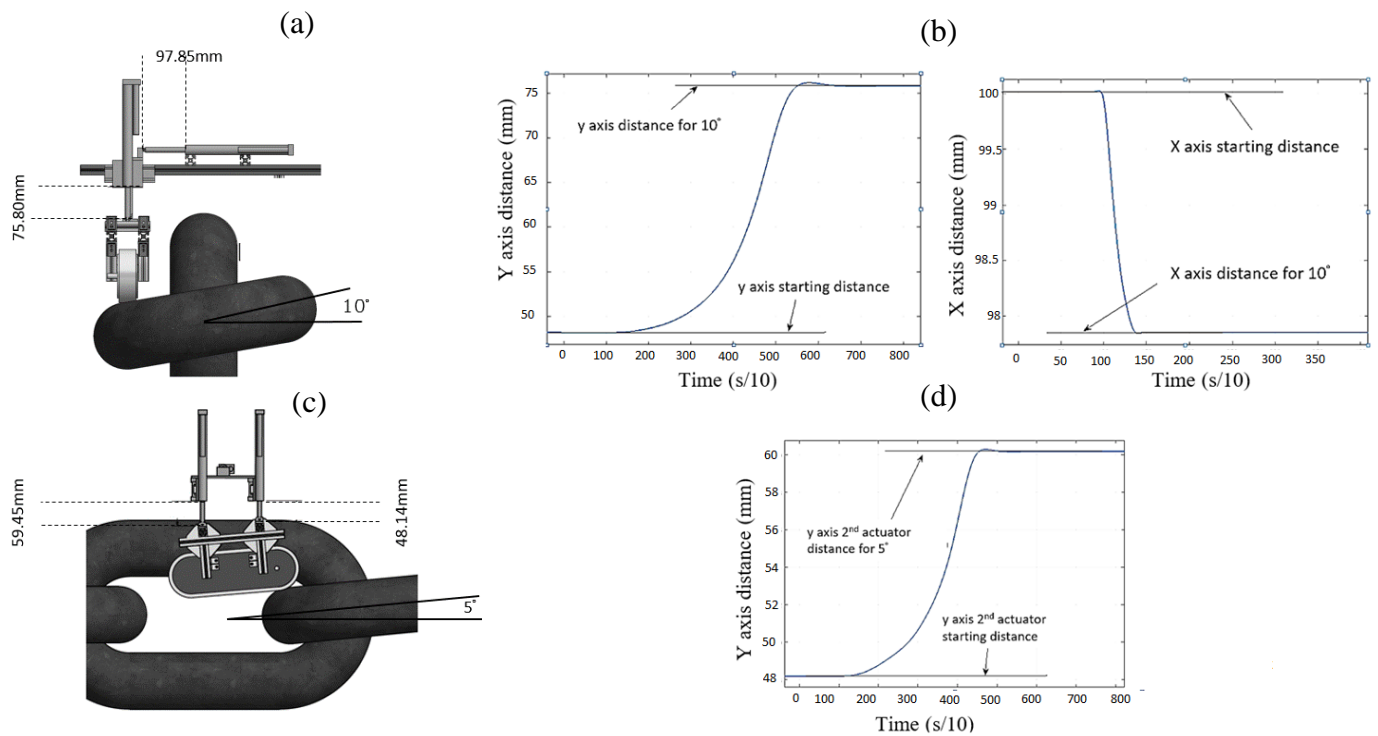 (a)
97.85mm
75.80mm
10°
(b)
75
70
65
60
55
50
0 100 200 300 400 500 600 700 800
Y axis distance (mm)
Time (s/10)
y axis distance for 10°
y axis starting distance
100
99.5
99
98.5
98
0 50 100 150 200 250 300 350
X axis distance (mm)
Time (s/10)
X axis starting distance
X axis distance for 10°
(c)
59.45mm
48.14mm
5°
(d)
60
58
56
54
52
50
48
0 100 200 300 400 500 600 700 800
Y axis distance (mm)
Time (s/10)
y axis 2nd actuator
distance for 5°
y axis 2nd actuator
starting distance